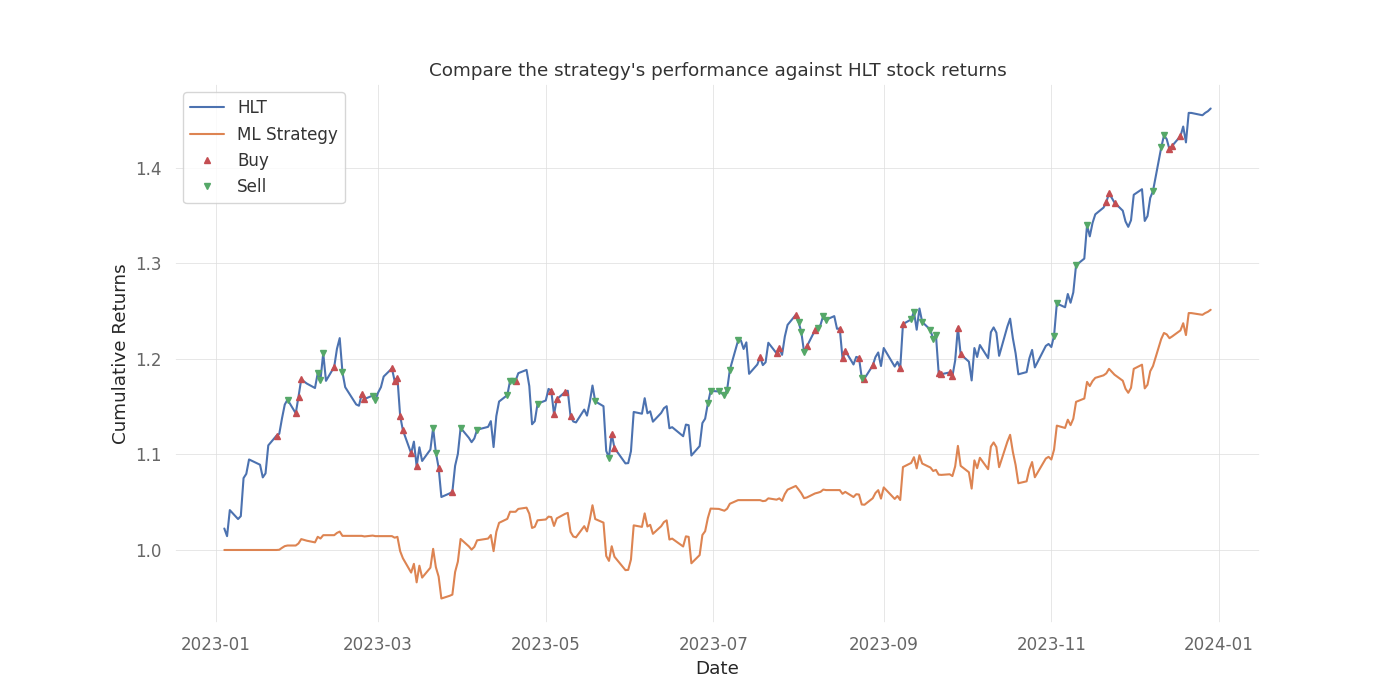 Compare the strategy's performance against HLT stock returns
HLT
ML Strategy
Buy
Sell
Cumulative Returns
1.4
1.3
1.2
1.1
1.0
2023-01 2023-03 2023-05 2023-07 2023-09 2023-11 2024-01
Date